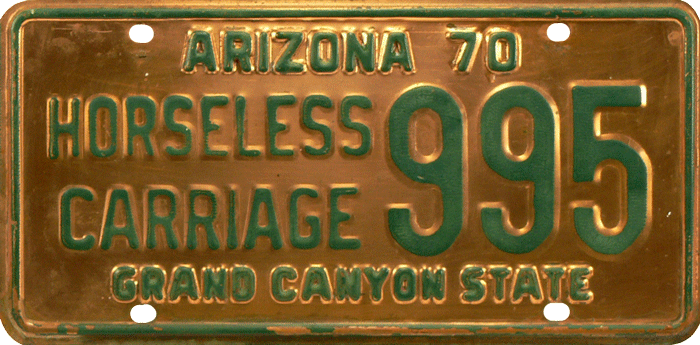 ARIZONA 70
HORSELESS
CARRIAGE 995
GRAND CANYON STATE